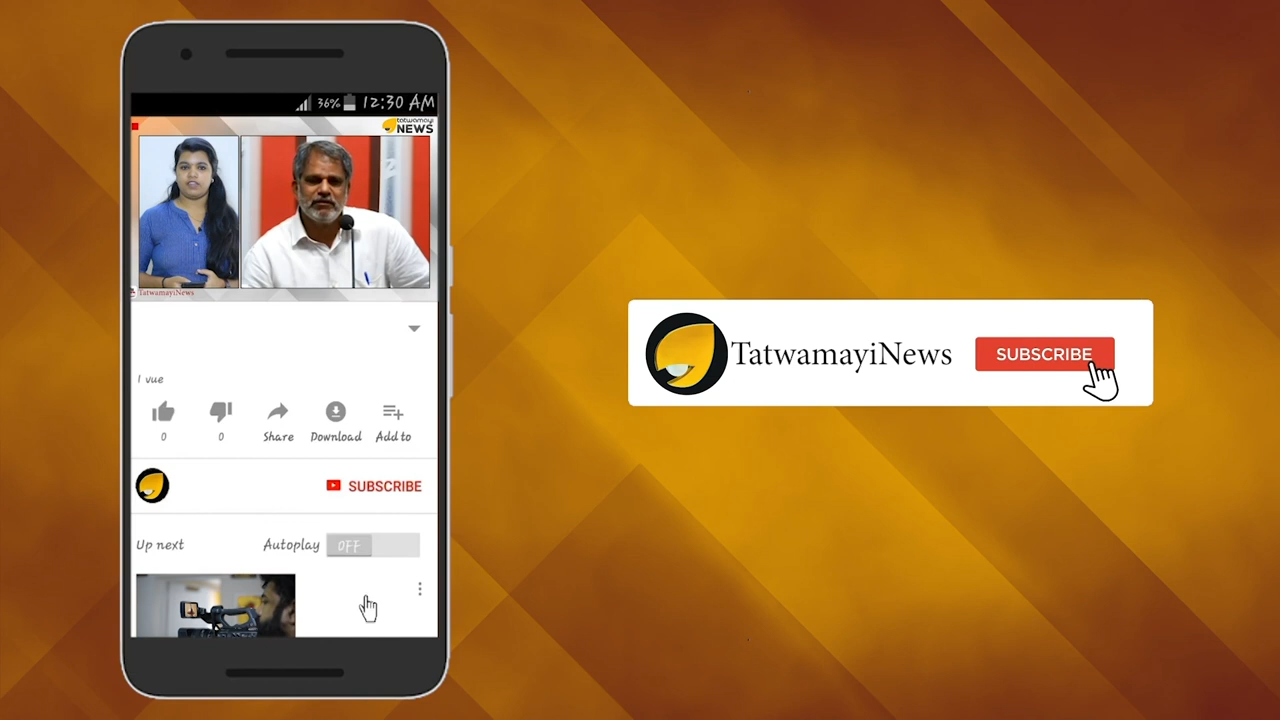 36% 12:30 AM
tatwamayi
NEWS
TatwamayiNews
1 vue
0 0 Share Download Add to
SUBSCRIBE
Up next Autoplay OFF
TatwamayiNews SUBSCRIBE